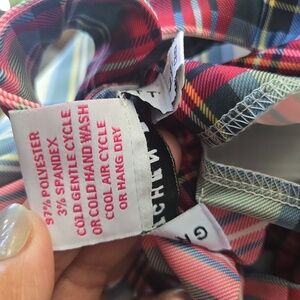 97% POLYESTER
3% SPANDEX
COLD GENTLE CYCLE
OR COLD HAND WASH
COOL AIR CYCLE
OR HANG DRY